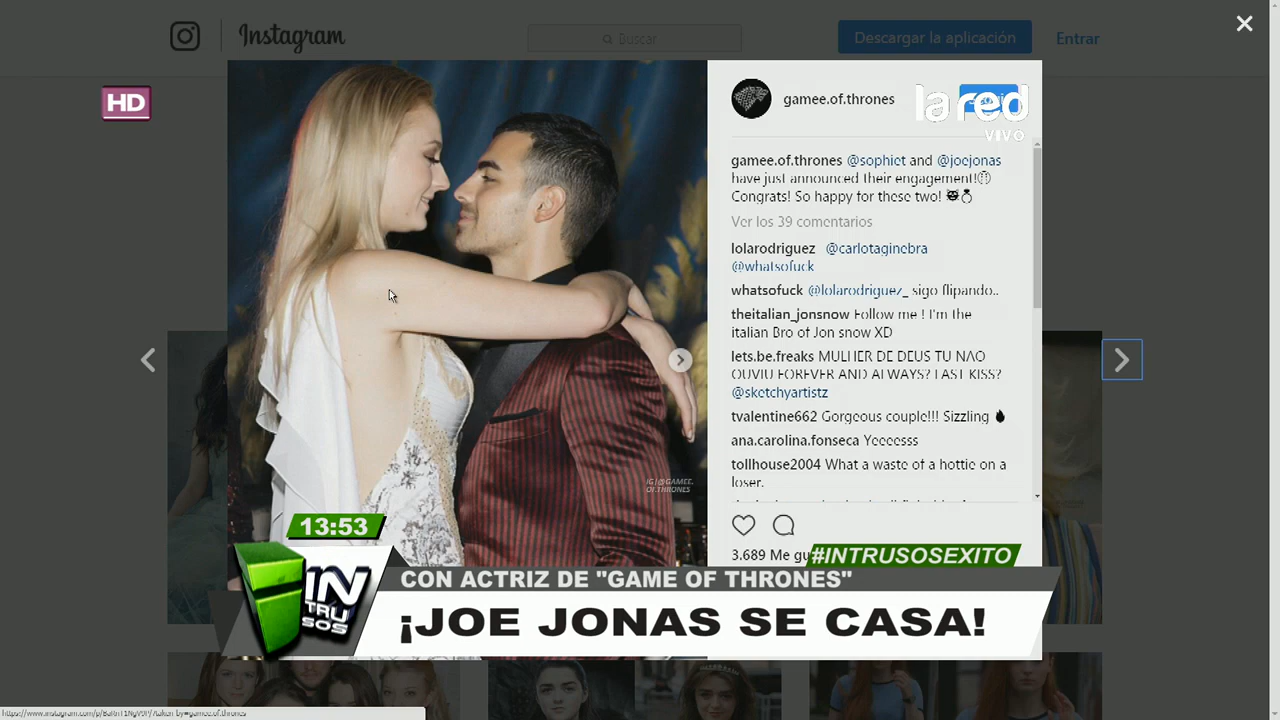 Instagram
Buscar
Descargar la aplicación
Entrar
HD
gamee.of.thrones
la red
VIVO
gamee.of.thrones @sophiet and @joejonas
have just announced their engagement!
Congrats! So happy for these two!
Ver los 39 comentarios
lolarodriguez_ @carlotaginebra
@whatsofuck
whatsofuck @lolarodriguez_ sigo flipando..
theitalian_jonsnow Follow me ! I'm the
italian Bro of Jon snow XD
lets.be.freaks MULHER DE DEUS TU NAO
OUVIU FOREVER AND ALWAYS? LAST KISS?
@sketchyartistz
tvalentine662 Gorgeous couple!!! Sizzling
ana.carolina.fonseca Yeeeesss
tollhouse2004 What a waste of a hottie on a
loser.
IG|@GAMEE.
OF.THRONES
3.689 Me gu
#INTRUSOSEXITO
13:53
INTRUSOS
CON ACTRIZ DE "GAME OF THRONES"
¡JOE JONAS SE CASA!